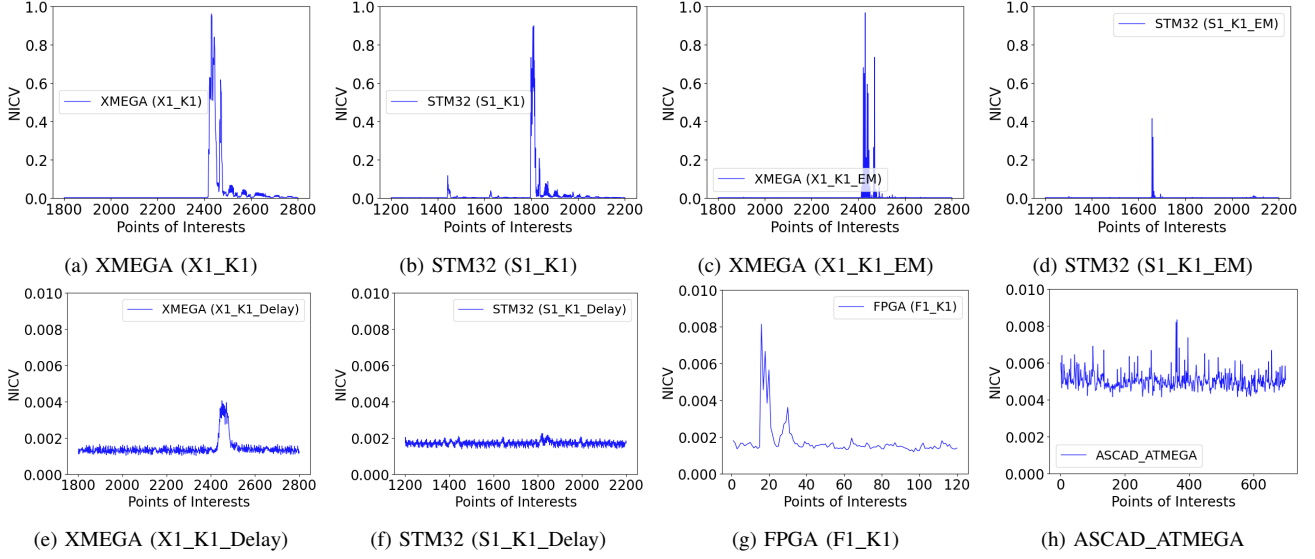 1.0
0.8
0.6
0.4
0.2
0.0
NICV
XMEGA (X1_K1)
1800 2000 2200 2400 2600 2800
Points of Interests
(a) XMEGA (X1_K1)
1.0
0.8
0.6
0.4
0.2
0.0
NICV
STM32 (S1_K1)
1200 1400 1600 1800 2000 2200
Points of Interests
(b) STM32 (S1_K1)
1.0
0.8
0.6
0.4
0.2
0.0
NICV
XMEGA (X1_K1_EM)
1800 2000 2200 2400 2600 2800
Points of Interests
(c) XMEGA (X1_K1_EM)
1.0
0.8
0.6
0.4
0.2
0.0
NICV
STM32 (S1_K1_EM)
1200 1400 1600 1800 2000 2200
Points of Interests
(d) STM32 (S1_K1_EM)
0.010
0.008
0.006
0.004
0.002
0.000
NICV
XMEGA (X1_K1_Delay)
1800 2000 2200 2400 2600 2800
Points of Interests
(e) XMEGA (X1_K1_Delay)
0.010
0.008
0.006
0.004
0.002
0.000
NICV
STM32 (S1_K1_Delay)
1200 1400 1600 1800 2000 2200
Points of Interests
(f) STM32 (S1_K1_Delay)
0.010
0.008
0.006
0.004
0.002
0.000
NICV
FPGA (F1_K1)
0 20 40 60 80 100 120
Points of Interests
(g) FPGA (F1_K1)
0.010
0.008
0.006
0.004
0.002
0.000
NICV
ASCAD_ATMEGA
0 200 400 600
Points of Interests
(h) ASCAD_ATMEGA